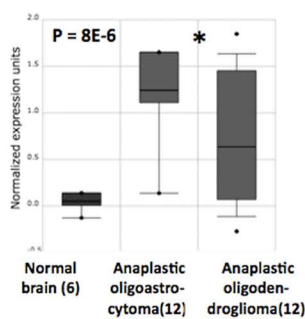 2.0
P = 8E-6
*
1.5
1.0
0.5
0.0
-0.5
Normalized expression units
Normal
brain (6)
Anaplastic
oligoastro-
cytoma(12)
Anaplastic
oligoden-
droglioma(12)